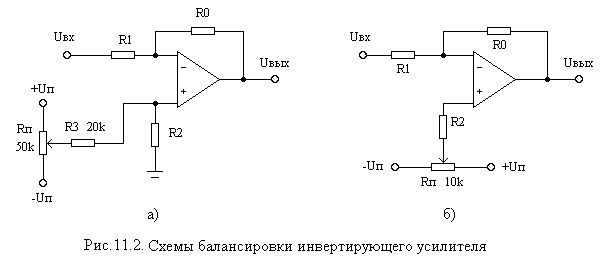 Uвх
R1
R0
Uвых
−
+
+Uп
Rп
50k
R3 20k
R2
-Uп
а)
Uвх
R1
R0
Uвых
−
+
R2
-Uп
+Uп
Rп 10k
б)
Рис.11.2. Схемы балансировки инвертирующего усилителя